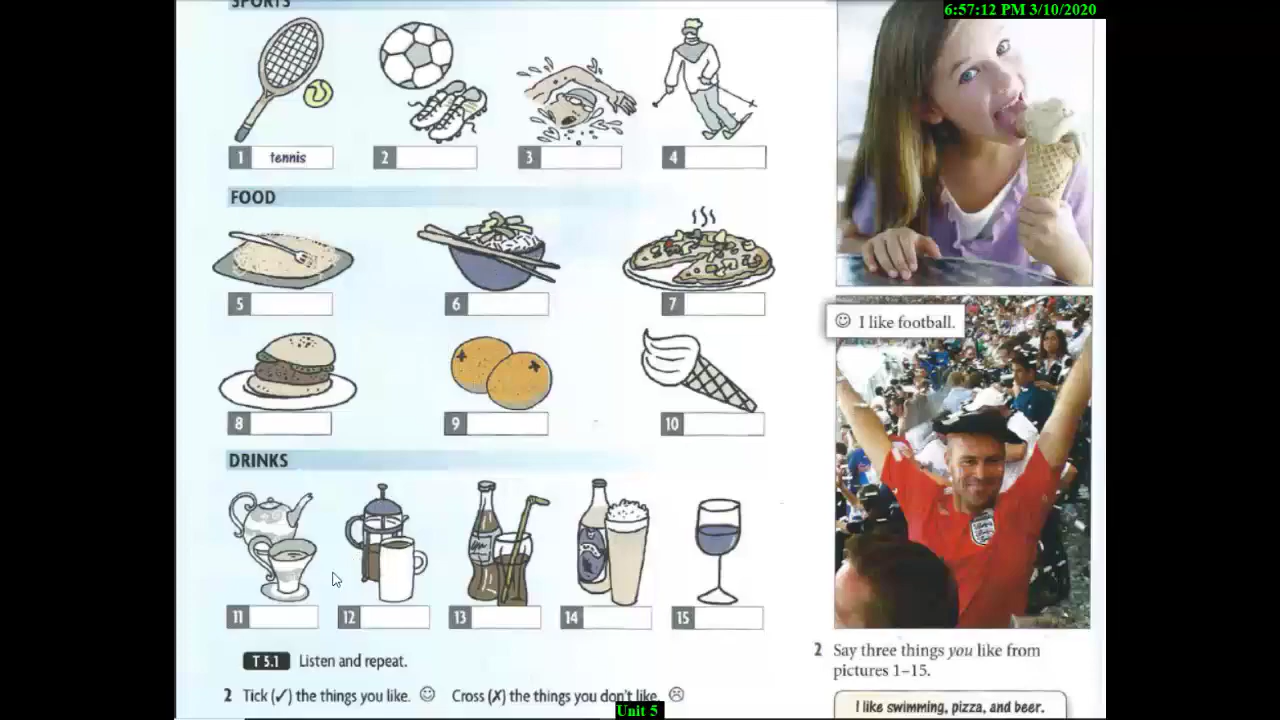 6:57:12 PM 3/10/2020
SPORTS
1 tennis
2
3
4
FOOD
5
6
7
8
9
10
DRINKS
11
12
13
14
15
T 5.1 Listen and repeat.
2 Tick (✓) the things you like. ☺ Cross (✗) the things you don't like. ☹
I like football.
2 Say three things you like from
pictures 1–15.
I like swimming, pizza, and beer.
Unit 5